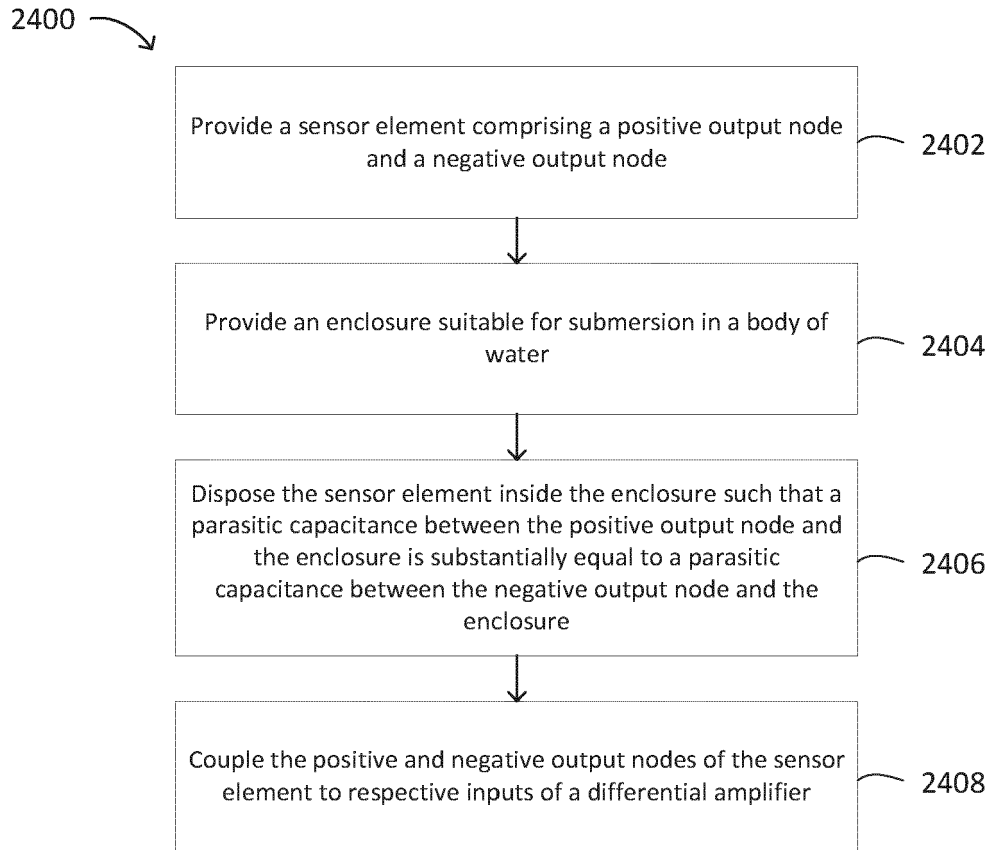 2400
Provide a sensor element comprising a positive output node
and a negative output node
2402
Provide an enclosure suitable for submersion in a body of
water
2404
Dispose the sensor element inside the enclosure such that a
parasitic capacitance between the positive output node and
the enclosure is substantially equal to a parasitic
capacitance between the negative output node and the
enclosure
2406
Couple the positive and negative output nodes of the sensor
element to respective inputs of a differential amplifier
2408